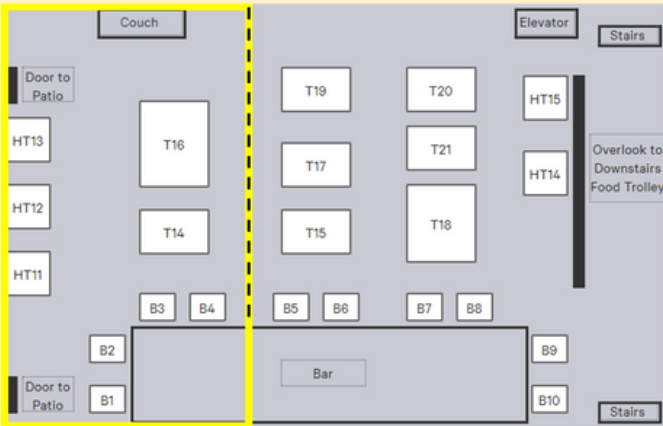 Couch
Elevator
Stairs
Door to
Patio
T19
T20
HT15
HT13
T16
T21
Overlook to
Downstairs
Food Trolley
T17
HT14
HT12
T14
T15
T18
HT11
B3
B4
B5
B6
B7
B8
B2
B9
Bar
Door to
Patio
B1
B10
Stairs